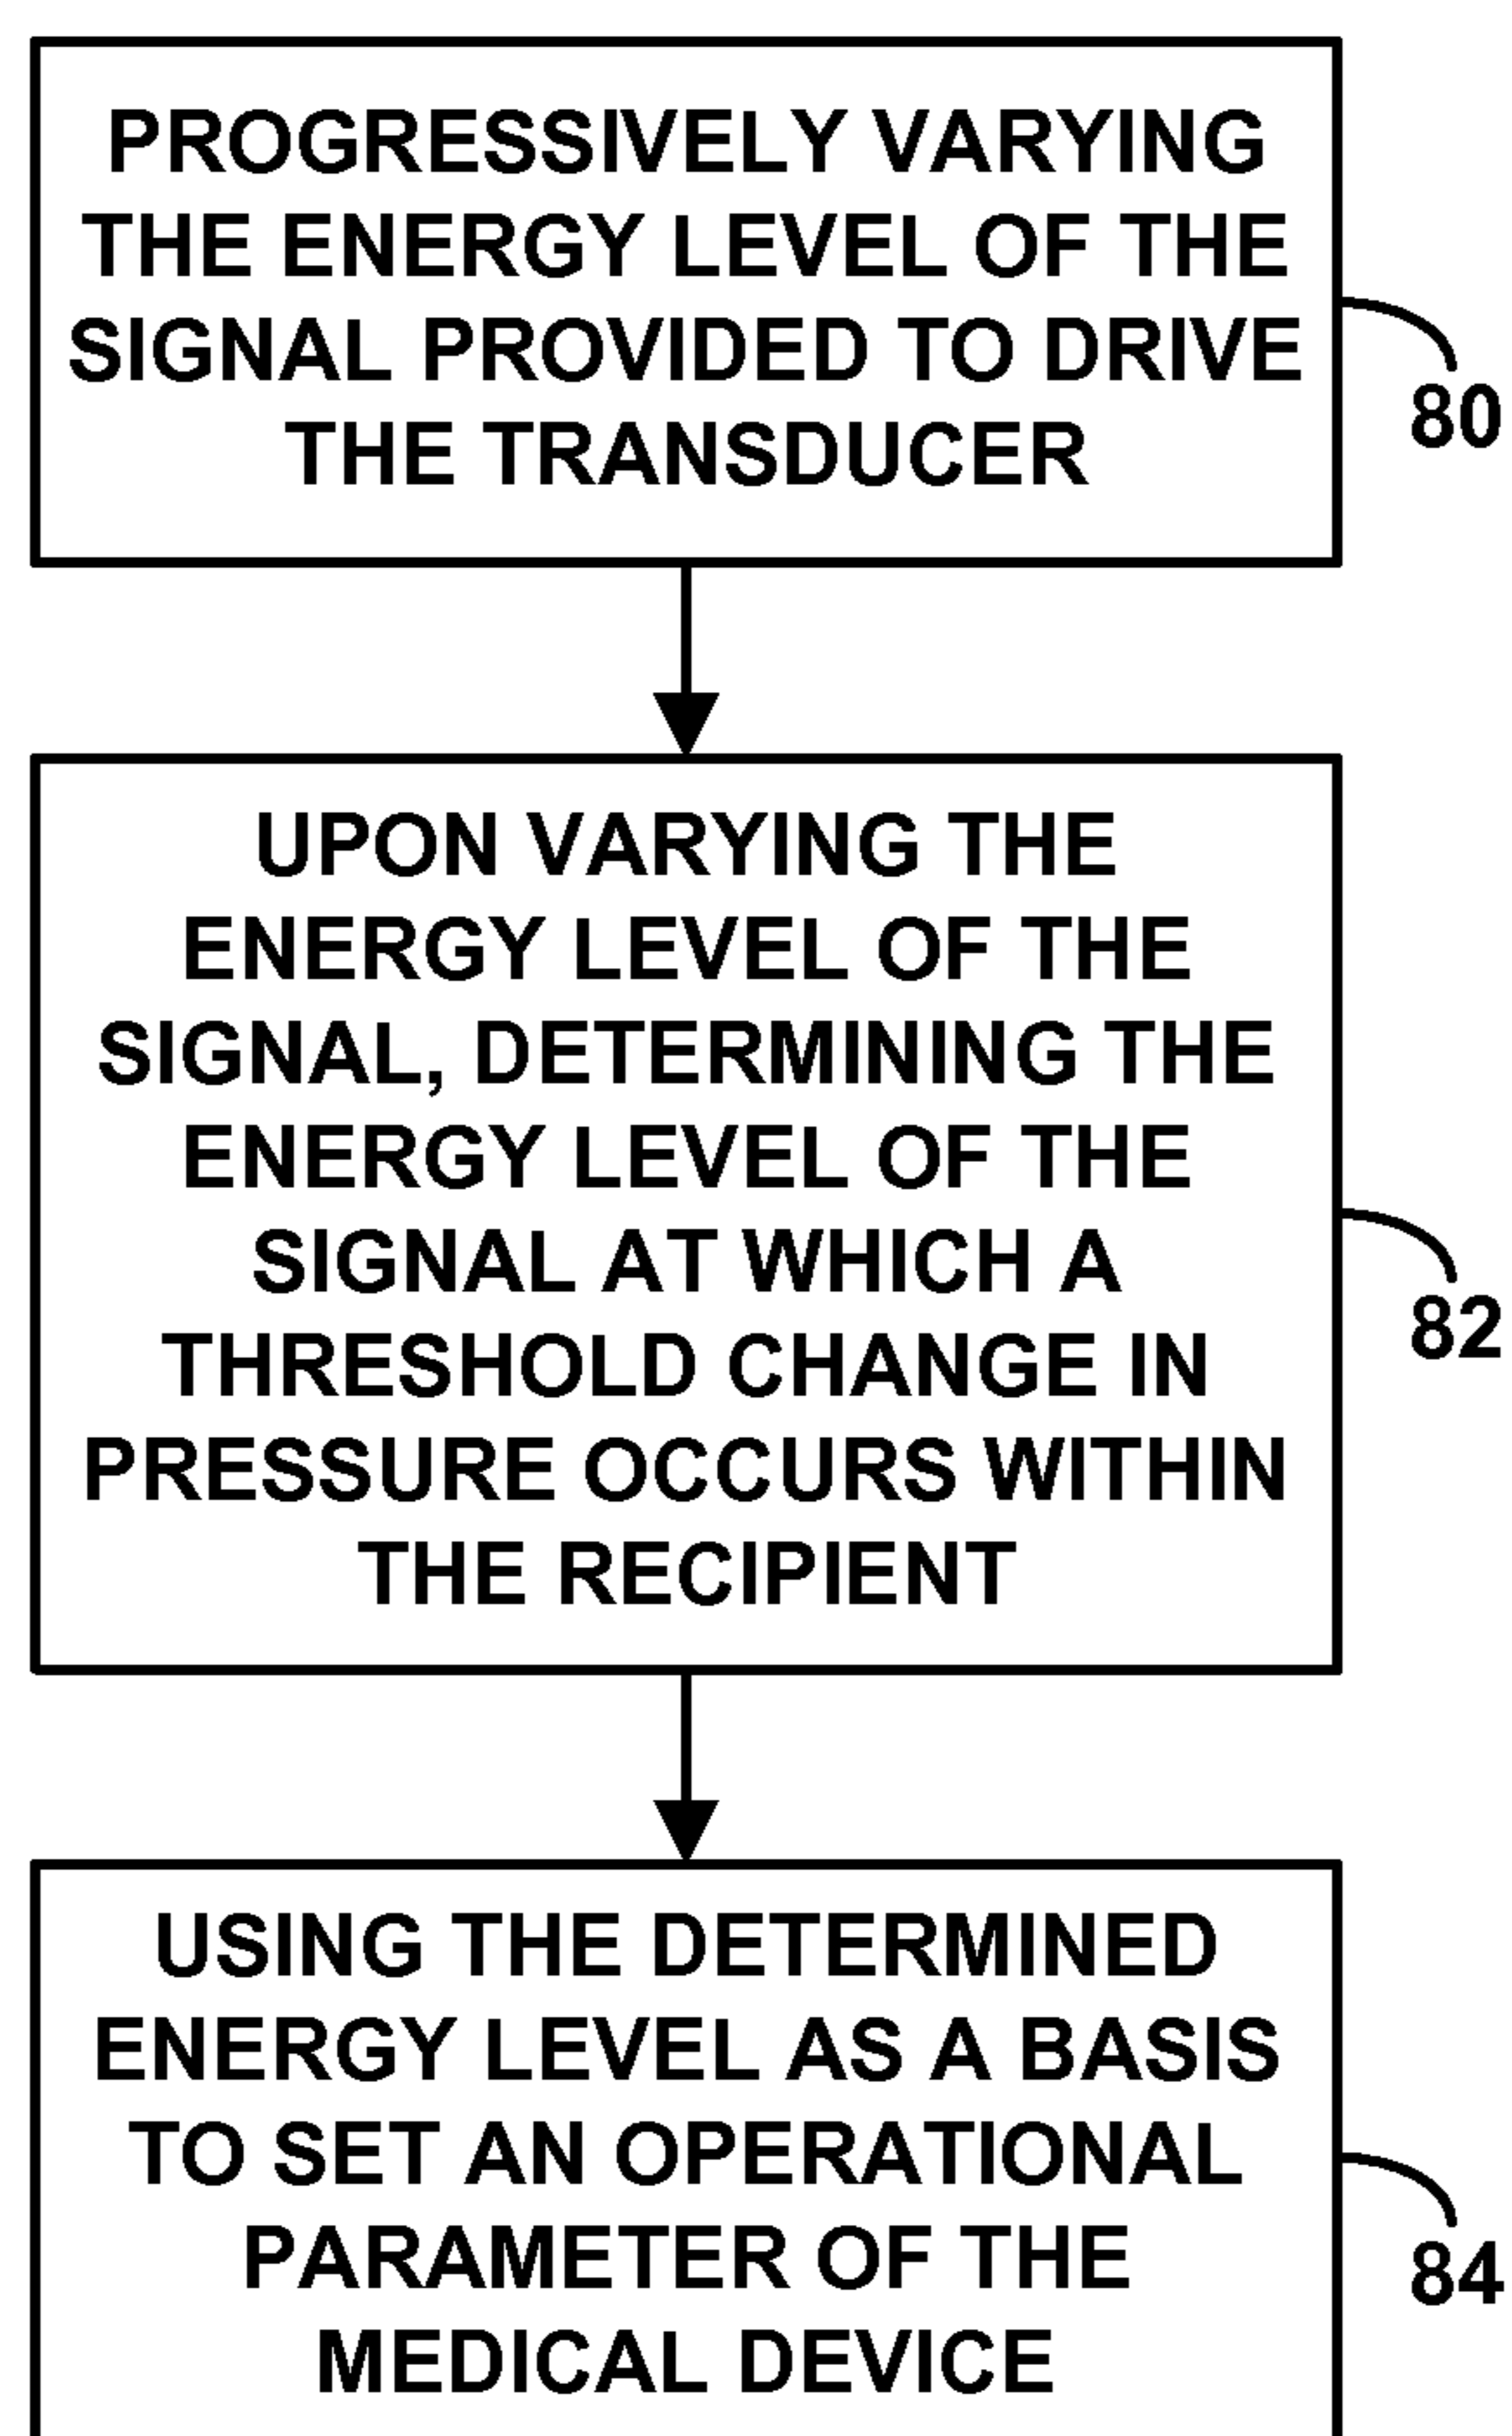 PROGRESSIVELY VARYING
THE ENERGY LEVEL OF THE
SIGNAL PROVIDED TO DRIVE
THE TRANSDUCER
80
UPON VARYING THE
ENERGY LEVEL OF THE
SIGNAL, DETERMINING THE
ENERGY LEVEL OF THE
SIGNAL AT WHICH A
THRESHOLD CHANGE IN
PRESSURE OCCURS WITHIN
THE RECIPIENT
82
USING THE DETERMINED
ENERGY LEVEL AS A BASIS
TO SET AN OPERATIONAL
PARAMETER OF THE
MEDICAL DEVICE
84